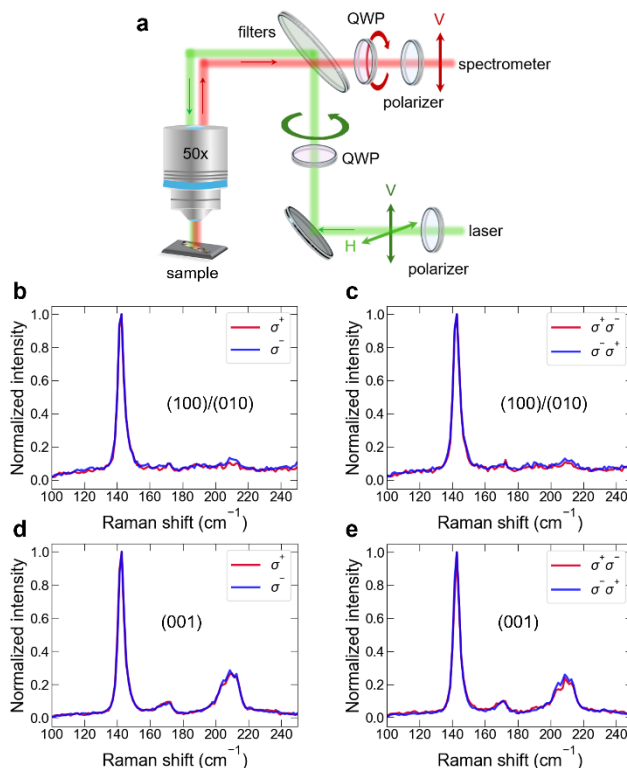 a
filters
QWP
V
spectrometer
polarizer
50x
QWP
V
H
laser
polarizer
sample
b
Normalized intensity
1.0
0.8
0.6
0.4
0.2
0.0
σ⁺
σ⁻
(100)/(010)
100 120 140 160 180 200 220 240
Raman shift (cm⁻¹)
c
Normalized intensity
1.0
0.8
0.6
0.4
0.2
0.0
σ⁺ σ⁻
σ⁻ σ⁺
(100)/(010)
100 120 140 160 180 200 220 240
Raman shift (cm⁻¹)
d
Normalized intensity
1.0
0.8
0.6
0.4
0.2
0.0
σ⁺
σ⁻
(001)
100 120 140 160 180 200 220 240
Raman shift (cm⁻¹)
e
Normalized intensity
1.0
0.8
0.6
0.4
0.2
0.0
σ⁺ σ⁻
σ⁻ σ⁺
(001)
100 120 140 160 180 200 220 240
Raman shift (cm⁻¹)